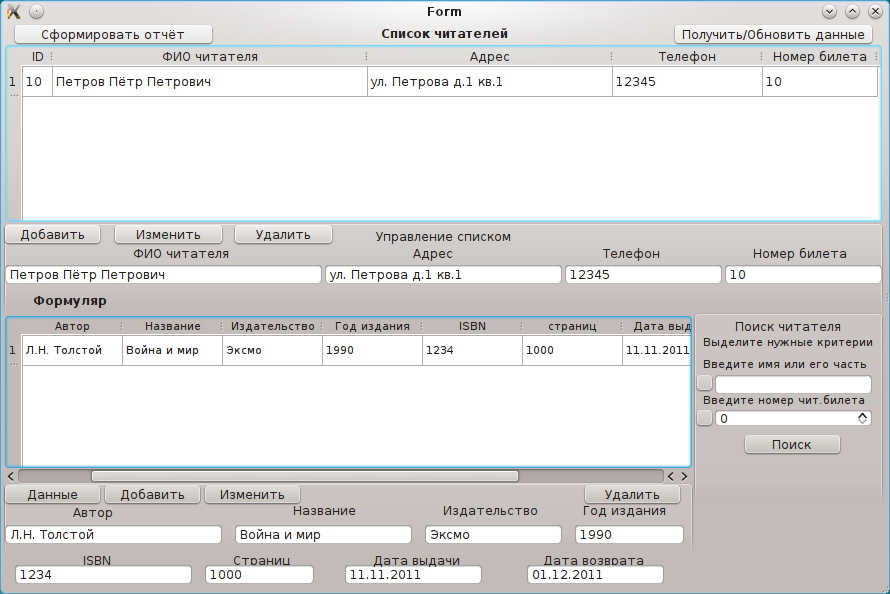 Form
Сформировать отчёт Список читателей Получить/Обновить данные
ID ФИО читателя Адрес Телефон Номер билета
1 10 Петров Пётр Петрович ул. Петрова д.1 кв.1 12345 10
Добавить Изменить Удалить Управление списком
ФИО читателя Адрес Телефон Номер билета
Петров Пётр Петрович ул. Петрова д.1 кв.1 12345 10
Формуляр
Автор Название Издательство Год издания ISBN страниц Дата выд
1 Л.Н. Толстой Война и мир Эксмо 1990 1234 1000 11.11.2011
Поиск читателя
Выделите нужные критерии
Введите имя или его часть
Введите номер чит.билета
0
Поиск
Данные Добавить Изменить Удалить
Автор Название Издательство Год издания
Л.Н. Толстой Война и мир Эксмо 1990
ISBN Страниц Дата выдачи Дата возврата
1234 1000 11.11.2011 01.12.2011